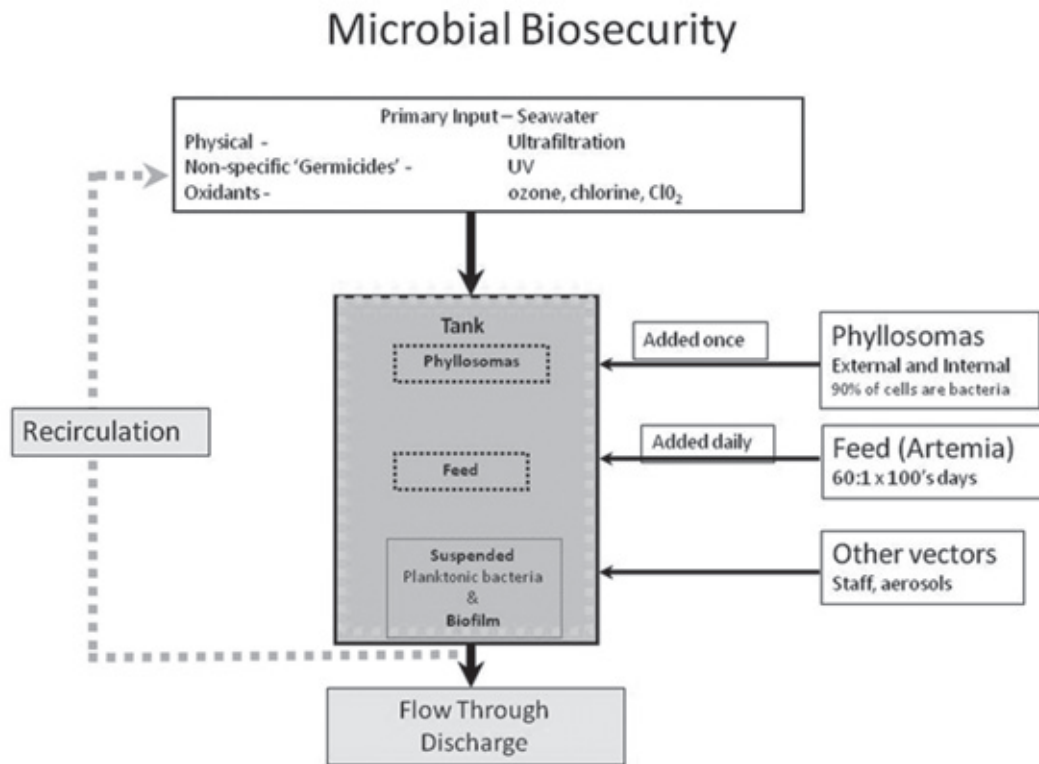 Microbial Biosecurity
Primary Input – Seawater
Physical - Ultrafiltration
Non-specific 'Germicides' - UV
Oxidants - ozone, chlorine, Cl0₂
Tank
Phyllosomas
Feed
Suspended
Planktonic bacteria
&
Biofilm
Added once
Phyllosomas
External and Internal
90% of cells are bacteria
Added daily
Feed (Artemia)
60:1 x 100's days
Other vectors
Staff, aerosols
Recirculation
Flow Through
Discharge